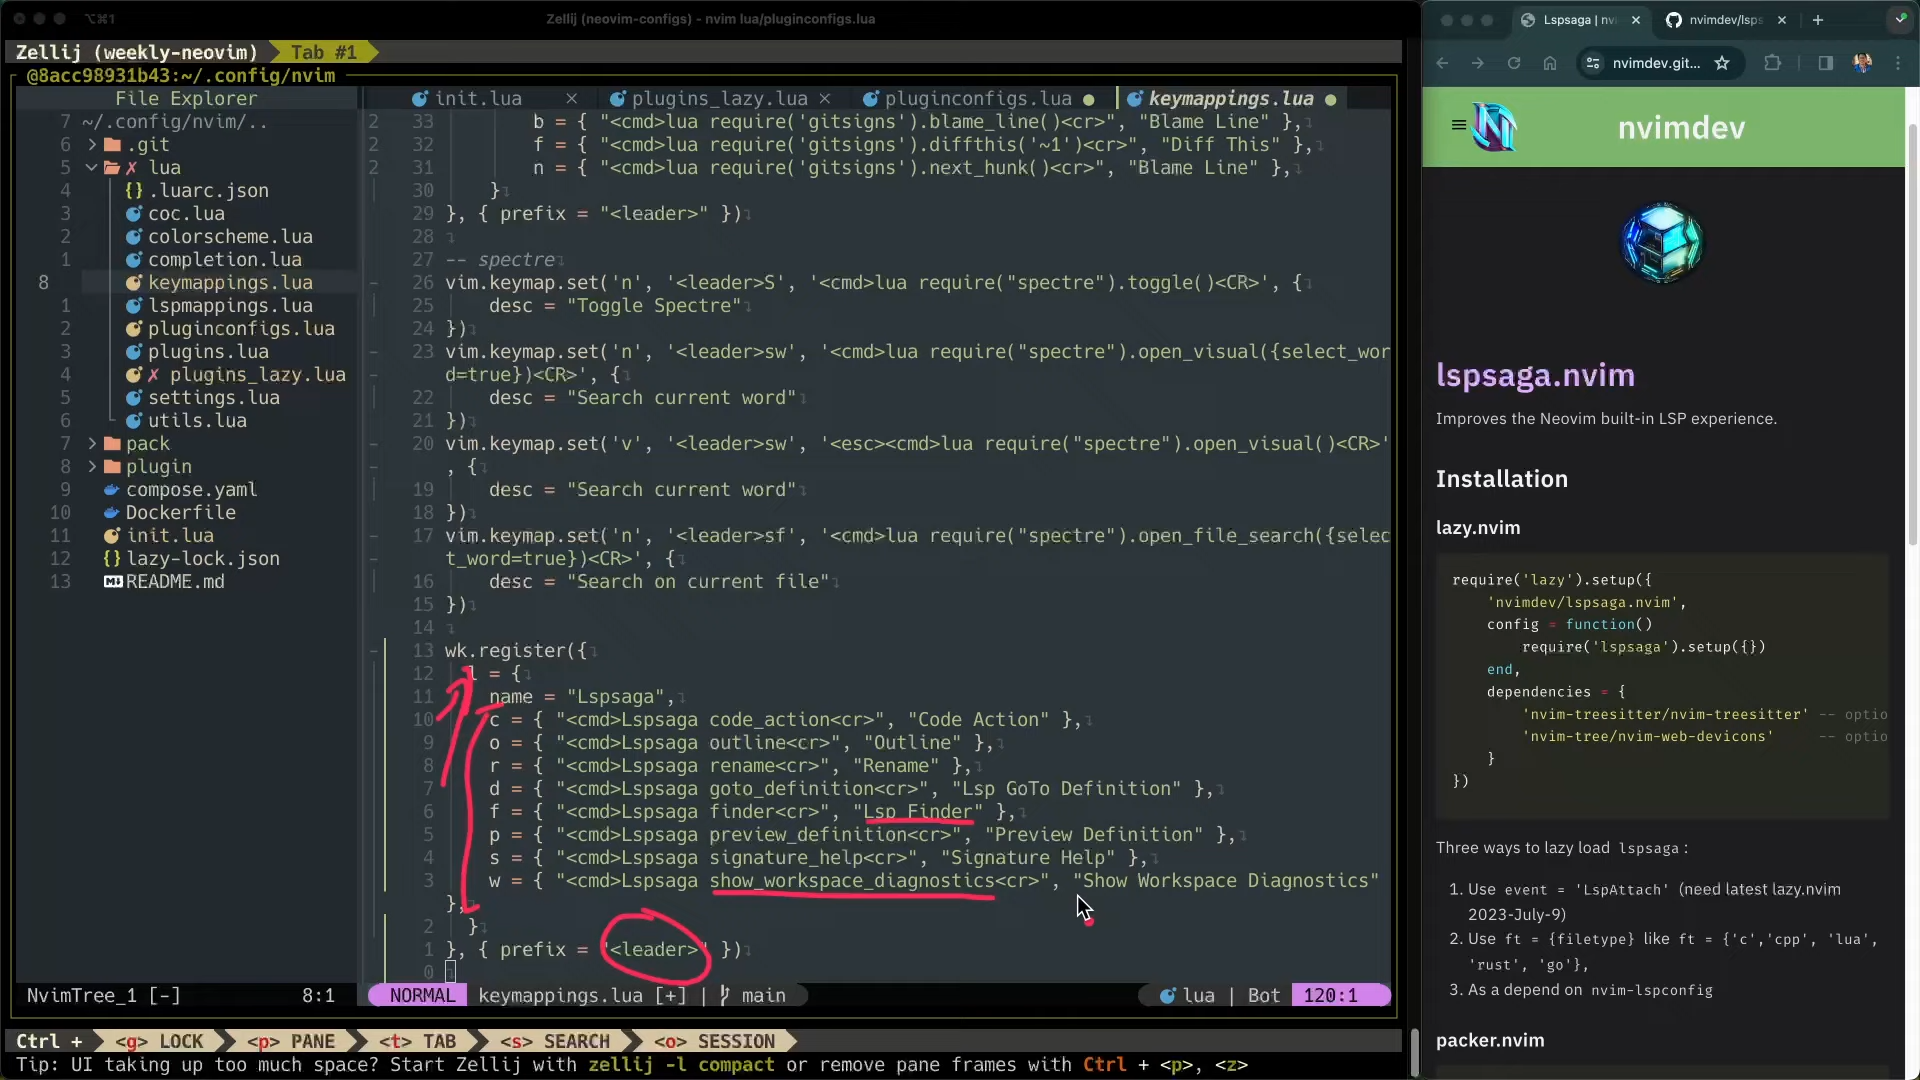 ⌥⌘1
Zellij (neovim-configs) - nvim lua/pluginconfigs.lua
Zellij (weekly-neovim) Tab #1
@8acc98931b43:~/.config/nvim
File Explorer
7 ~/.config/nvim/..
6 .git
5 ✗ lua
4 {} .luarc.json
3 coc.lua
2 colorscheme.lua
1 completion.lua
8 keymappings.lua
1 lspmappings.lua
2 pluginconfigs.lua
3 plugins.lua
4 ✗ plugins_lazy.lua
5 settings.lua
6 utils.lua
7 pack
8 plugin
9 compose.yaml
10 Dockerfile
11 init.lua
12 {} lazy-lock.json
13 README.md
NvimTree_1 [-] 8:1
init.lua × plugins_lazy.lua × pluginconfigs.lua ● keymappings.lua ●
2 33 b = { "<cmd>lua require('gitsigns').blame_line()<cr>", "Blame Line" },
2 32 f = { "<cmd>lua require('gitsigns').diffthis('~1')<cr>", "Diff This" },
2 31 n = { "<cmd>lua require('gitsigns').next_hunk()<cr>", "Blame Line" },
30 }
29 }, { prefix = "<leader>" })
28
27 -- spectre
26 vim.keymap.set('n', '<leader>S', '<cmd>lua require("spectre").toggle()<CR>', {
25 desc = "Toggle Spectre"
24 })
23 vim.keymap.set('n', '<leader>sw', '<cmd>lua require("spectre").open_visual({select_wor
d=true})<CR>', {
22 desc = "Search current word"
21 })
20 vim.keymap.set('v', '<leader>sw', '<esc><cmd>lua require("spectre").open_visual()<CR>'
, {
19 desc = "Search current word"
18 })
17 vim.keymap.set('n', '<leader>sf', '<cmd>lua require("spectre").open_file_search({selec
t_word=true})<CR>', {
16 desc = "Search on current file"
15 })
14
13 wk.register({
12 l = {
11 name = "Lspsaga",
10 c = { "<cmd>Lspsaga code_action<cr>", "Code Action" },
9 o = { "<cmd>Lspsaga outline<cr>", "Outline" },
8 r = { "<cmd>Lspsaga rename<cr>", "Rename" },
7 d = { "<cmd>Lspsaga goto_definition<cr>", "Lsp GoTo Definition" },
6 f = { "<cmd>Lspsaga finder<cr>", "Lsp Finder" },
5 p = { "<cmd>Lspsaga preview_definition<cr>", "Preview Definition" },
4 s = { "<cmd>Lspsaga signature_help<cr>", "Signature Help" },
3 w = { "<cmd>Lspsaga show_workspace_diagnostics<cr>", "Show Workspace Diagnostics"
},
2 }
1 }, { prefix = "<leader>" })
0
NORMAL keymappings.lua [+] | main lua | Bot 120:1
Ctrl + <g> LOCK <p> PANE <t> TAB <s> SEARCH <o> SESSION
Tip: UI taking up too much space? Start Zellij with zellij -l compact or remove pane frames with Ctrl + <p>, <z>
Lspsaga | nvi × nvimdev/lsps × +
nvimdev.git...
nvimdev
lspsaga.nvim
Improves the Neovim built-in LSP experience.
Installation
lazy.nvim
require('lazy').setup({
'nvimdev/lspsaga.nvim',
config = function()
require('lspsaga').setup({})
end,
dependencies = {
'nvim-treesitter/nvim-treesitter' -- optio
'nvim-tree/nvim-web-devicons' -- optio
}
})
Three ways to lazy load lspsaga :
1. Use event = 'LspAttach' (need latest lazy.nvim
2023-July-9)
2. Use ft = {filetype} like ft = {'c','cpp', 'lua',
'rust', 'go'},
3. As a depend on nvim-lspconfig
packer.nvim